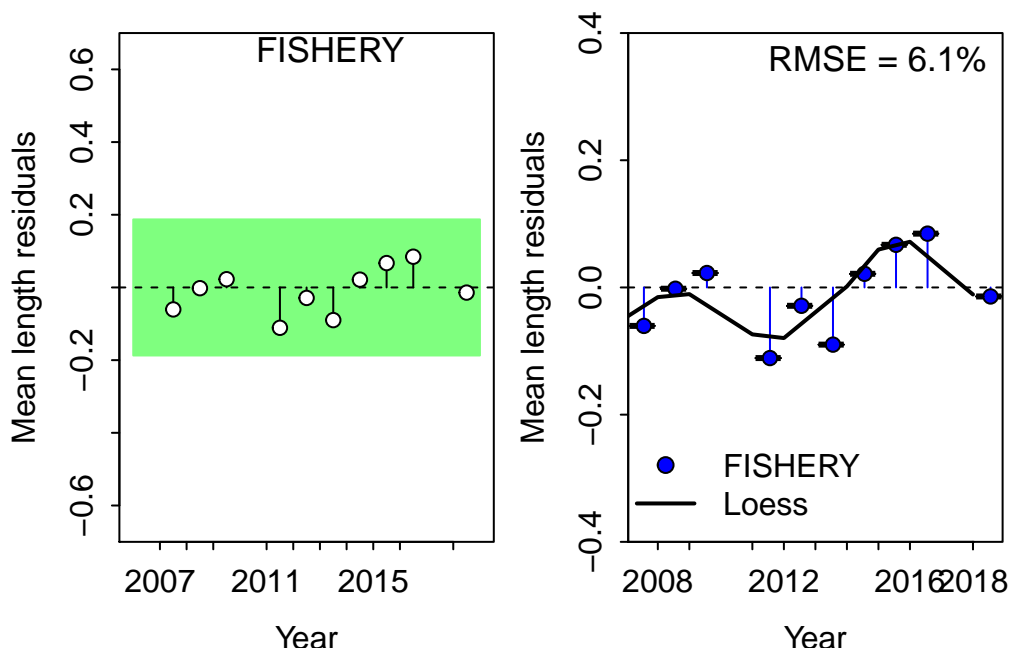 FISHERY
Mean length residuals
0.6
0.4
0.2
−0.2
−0.6
2007 2011 2015
Year
RMSE = 6.1%
Mean length residuals
0.4
0.2
0.0
−0.2
−0.4
FISHERY
Loess
2008 2012 2016 2018
Year